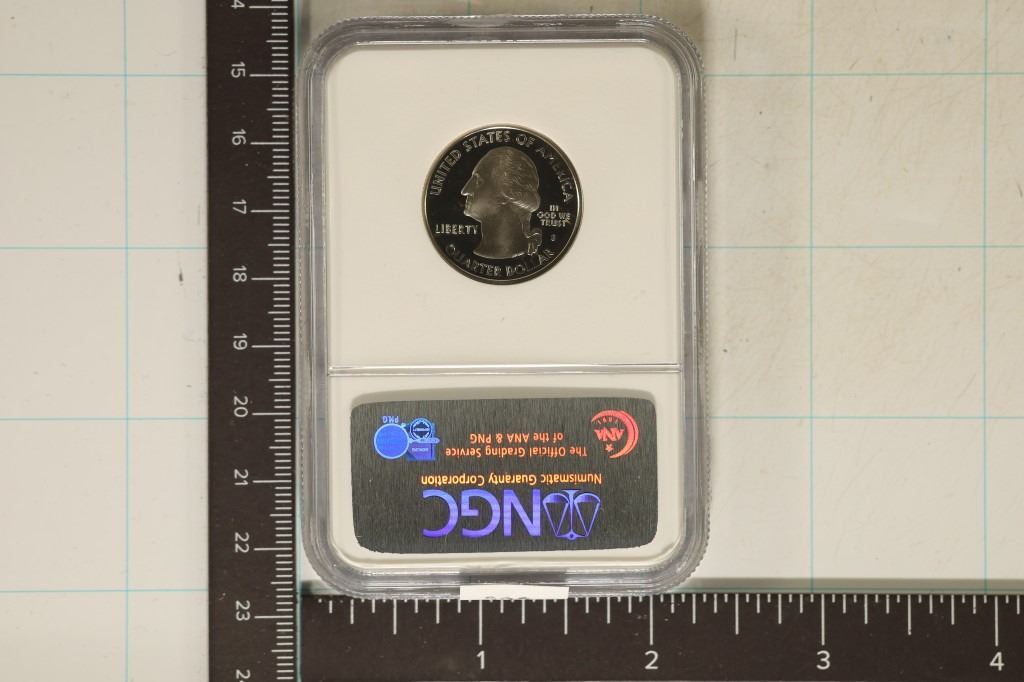 14
15
16
17
18
19
20
21
22
23
UNITED STATES OF AMERICA
LIBERTY
IN
GOD WE
TRUST
S
QUARTER DOLLAR
NGC
Numismatic Guaranty Corporation
The Official Grading Service
of the ANA & PNG
ANA
PNG
1
2
3
4